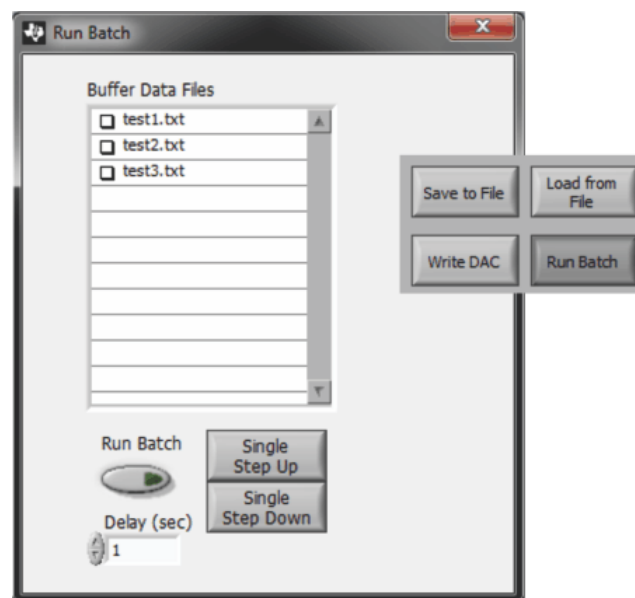 Run Batch
Buffer Data Files
test1.txt
test2.txt
test3.txt
Save to File
Load from
File
Write DAC
Run Batch
Run Batch
Single
Step Up
Single
Step Down
Delay (sec)
1